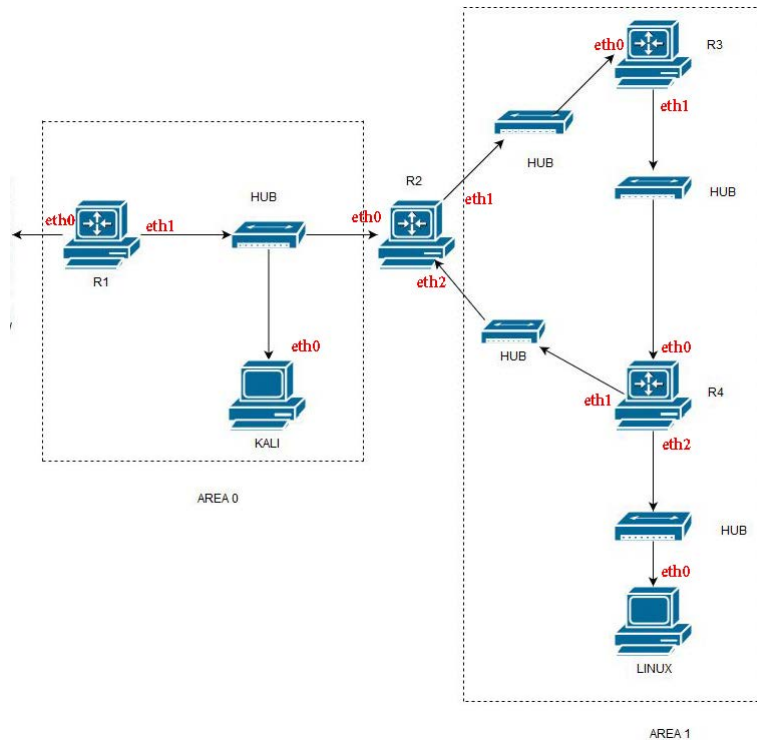 eth0
R3
eth1
HUB
HUB
R2
eth1
HUB
eth0
eth1
eth0
R1
eth2
HUB
eth0
KALI
eth0
R4
eth1
eth2
AREA 0
HUB
eth0
LINUX
AREA 1